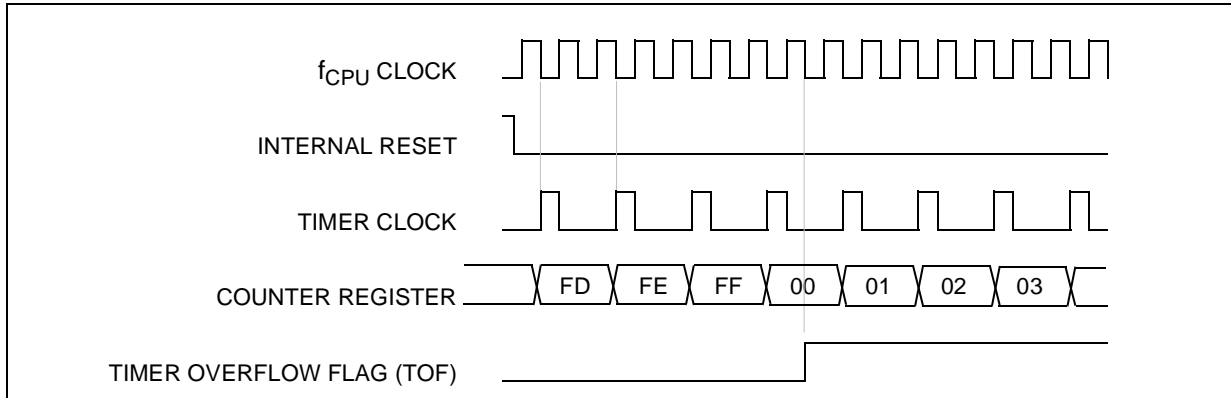 fCPU CLOCK
INTERNAL RESET
TIMER CLOCK
COUNTER REGISTER FD FE FF 00 01 02 03
TIMER OVERFLOW FLAG (TOF)